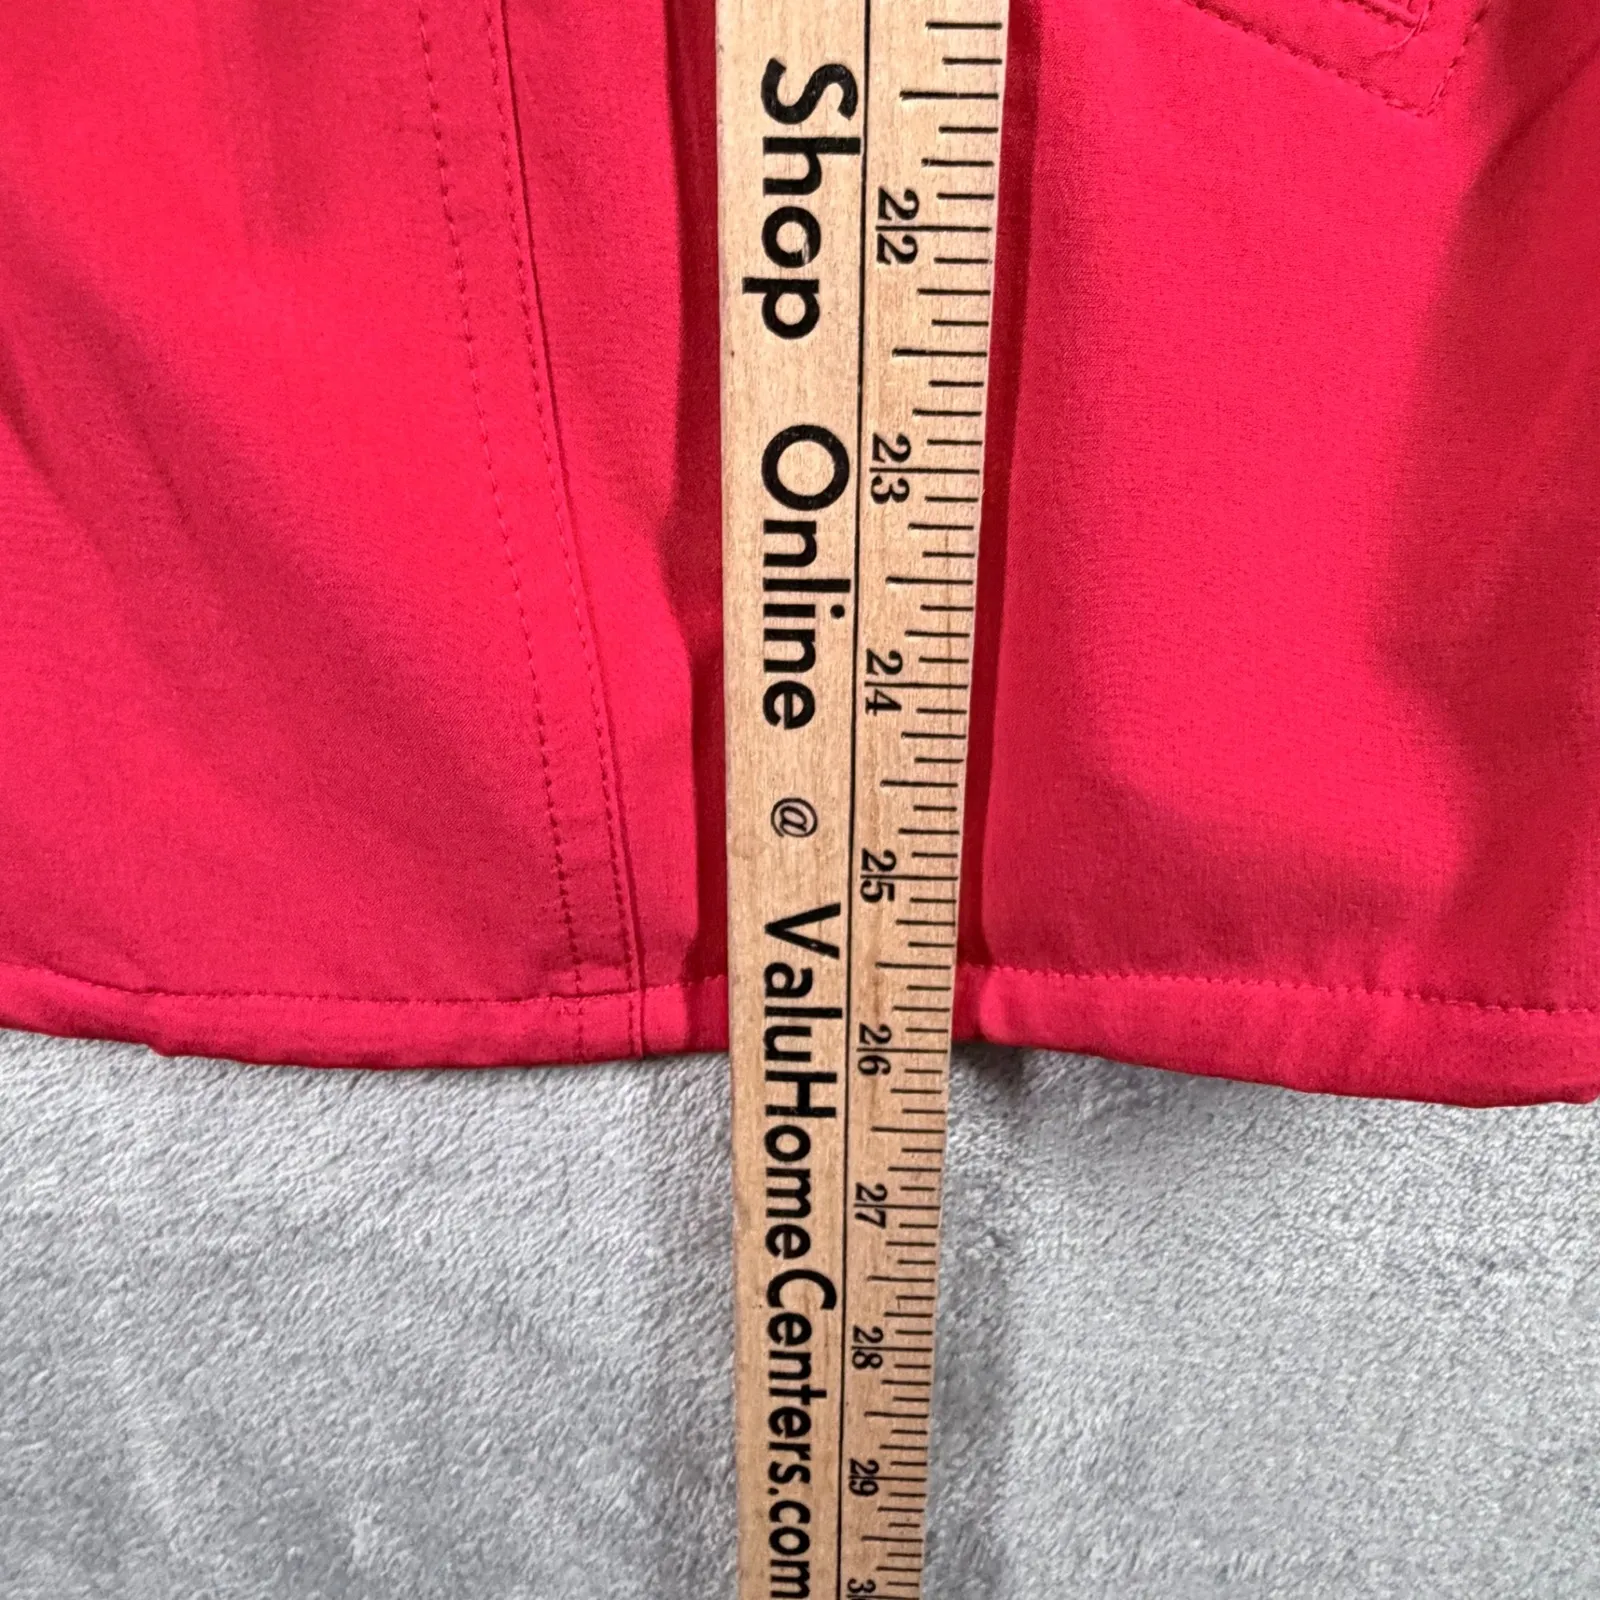 Shop Online @ ValuHomeCenters.com
22 23 24 25 26 27 28 29